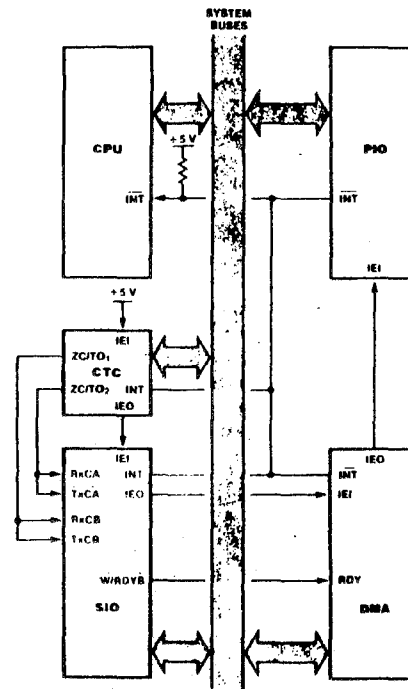 SYSTEM
BUSES
CPU
+5 V
INT
PIO
INT
IEI
+5 V
IEI
ZC/TO1
CTC
ZC/TO2
INT
IEO
IEI
RxCA
INT
TxCA
IEO
RxCB
TxCB
W/RDYB
SIO
IEO
INT
IEI
RDY
DMA